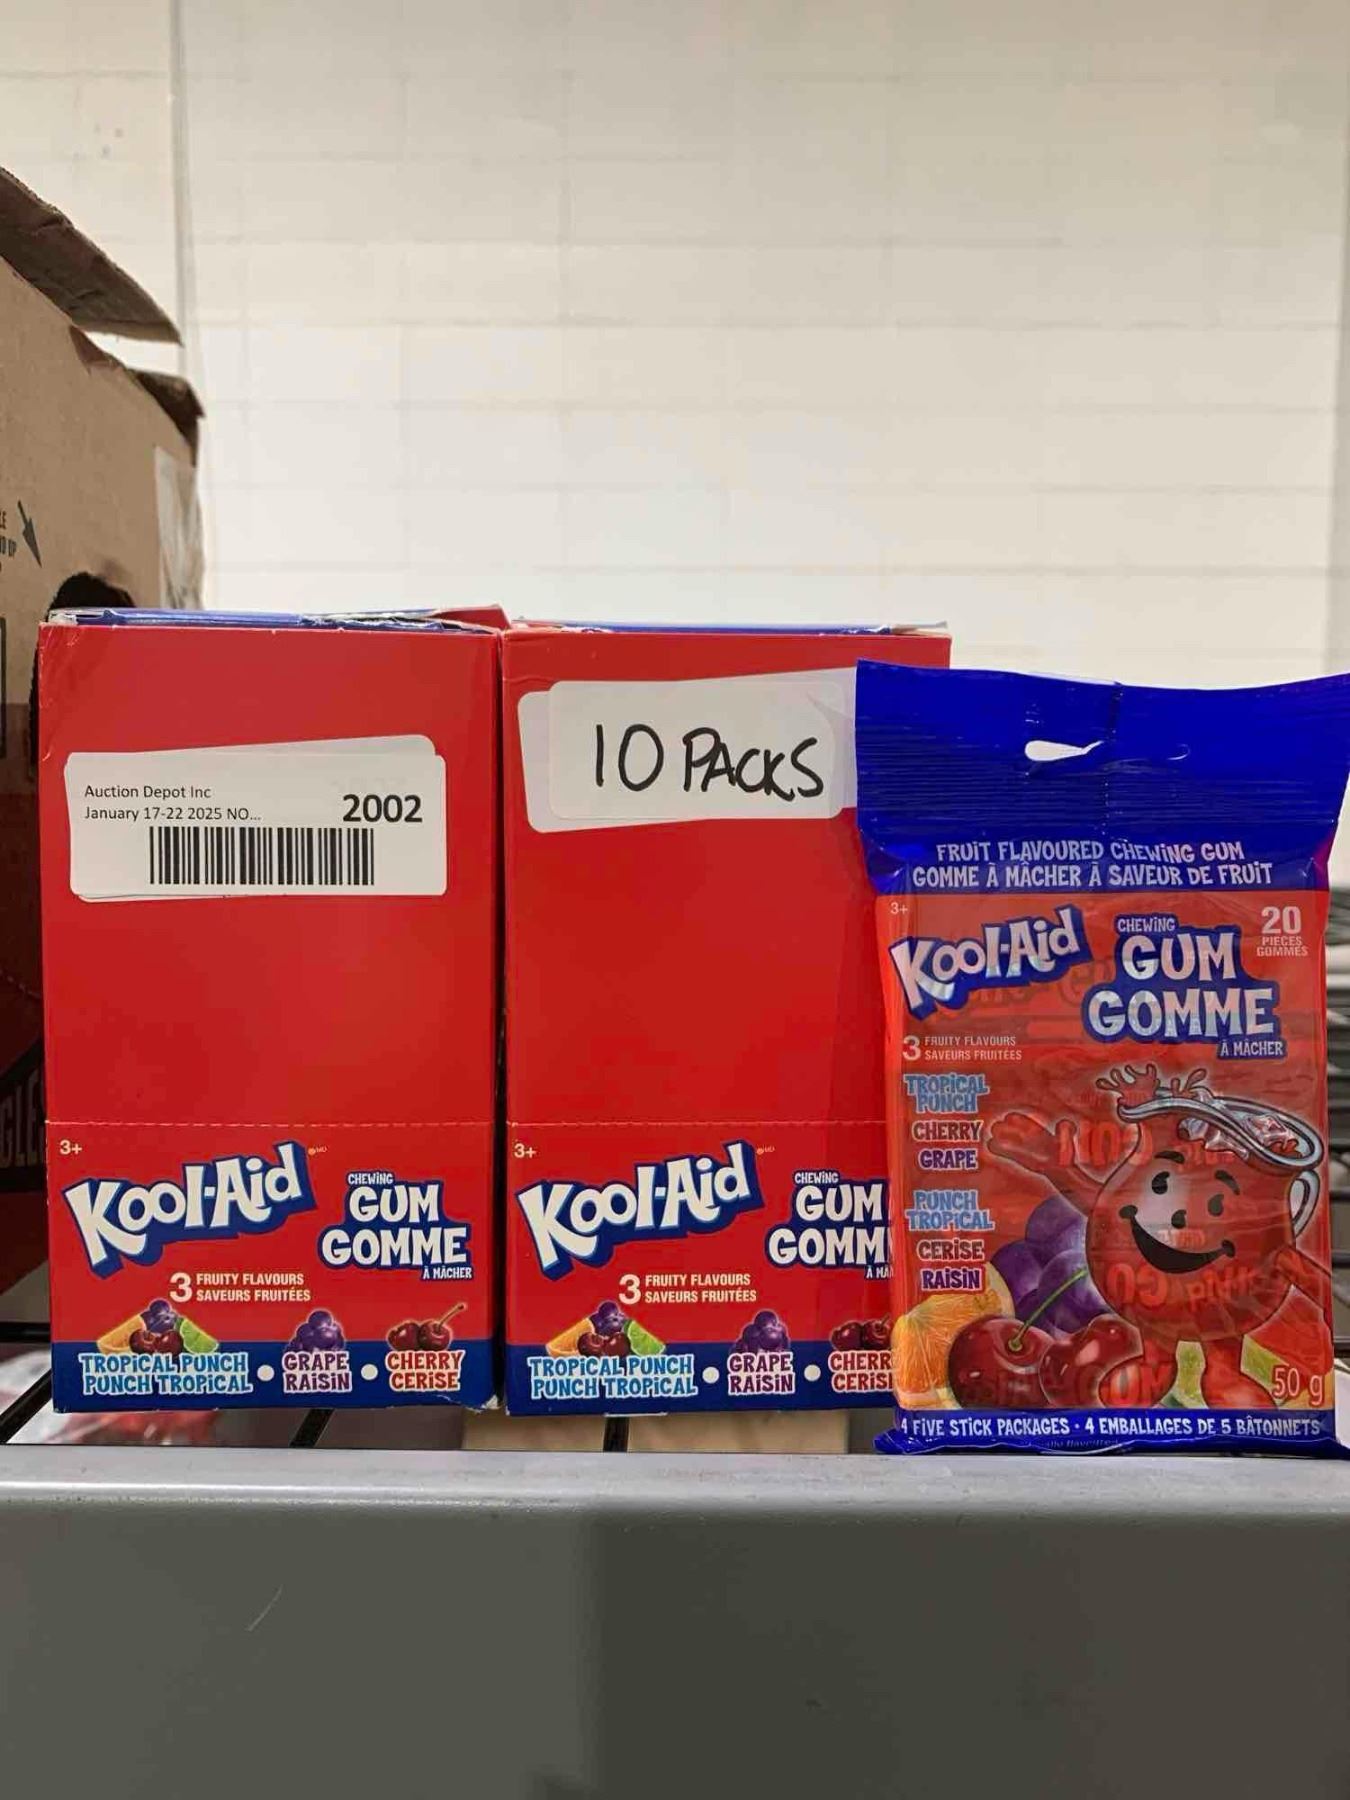 Auction Depot Inc
January 17-22 2025 NO...
2002
3+
Kool-Aid
CHEWING
GUM
GOMME
À MÂCHER
3 FRUITY FLAVOURS
SAVEURS FRUITÉES
TROPICAL PUNCH
PUNCH TROPICAL
GRAPE
RAISIN
CHERRY
CERISE
10 PACKS
3+
Kool-Aid
CHEWING
GUM
GOMM
À MÂ
3 FRUITY FLAVOURS
SAVEURS FRUITÉES
TROPICAL PUNCH
PUNCH TROPICAL
GRAPE
RAISIN
CHERR
CERIS
FRUIT FLAVOURED CHEWING GUM
GOMME À MÂCHER À SAVEUR DE FRUIT
3+
Kool-Aid
CHEWING
GUM
GOMME
À MÂCHER
20
PIECES
GOMMES
3 FRUITY FLAVOURS
SAVEURS FRUITÉES
TROPICAL
PUNCH
CHERRY
GRAPE
PUNCH
TROPICAL
CERISE
RAISIN
50 g
4 FIVE STICK PACKAGES · 4 EMBALLAGES DE 5 BÂTONNETS